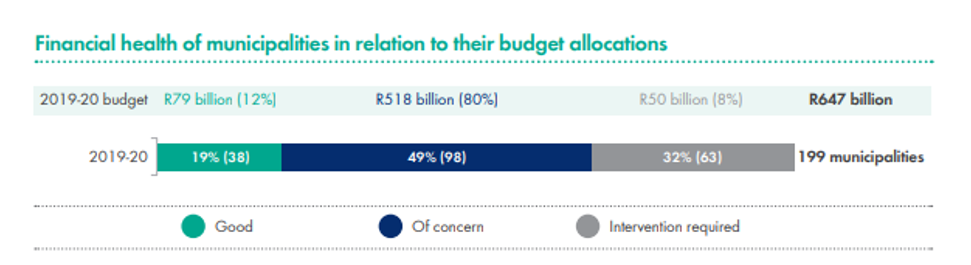 Financial health of municipalities in relation to their budget allocations
2019-20 budget R79 billion (12%) R518 billion (80%) R50 billion (8%) R647 billion
2019-20 19% (38) 49% (98) 32% (63) 199 municipalities
Good Of concern Intervention required